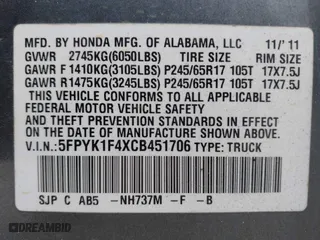 MFD. BY HONDA MFG. OF ALABAMA, LLC 11/'11
GVWR 2745KG(6050LBS) TIRE SIZE RIM SIZE
GAWR F 1410KG(3105LBS) P245/65R17 105T 17X7.5J
GAWR R 1475KG(3245LBS) P245/65R17 105T 17X7.5J
THIS VEHICLE CONFORMS TO ALL APPLICABLE
FEDERAL MOTOR VEHICLE SAFETY
AND THEFT PREVENTION STANDARDS IN EFFECT ON
THE DATE OF MANUFACTURE SHOWN ABOVE.
V.I.N: 5FPYK1F4XCB451706 TYPE: TRUCK
SJP C AB5 -NH737M -F -B